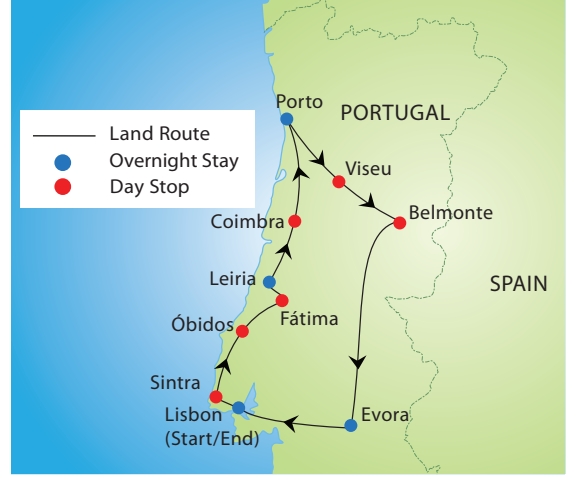 Porto
PORTUGAL
Land Route
Overnight Stay
Day Stop
Viseu
Belmonte
Coimbra
Leiria
SPAIN
Fátima
Óbidos
Sintra
Lisbon
(Start/End)
Evora